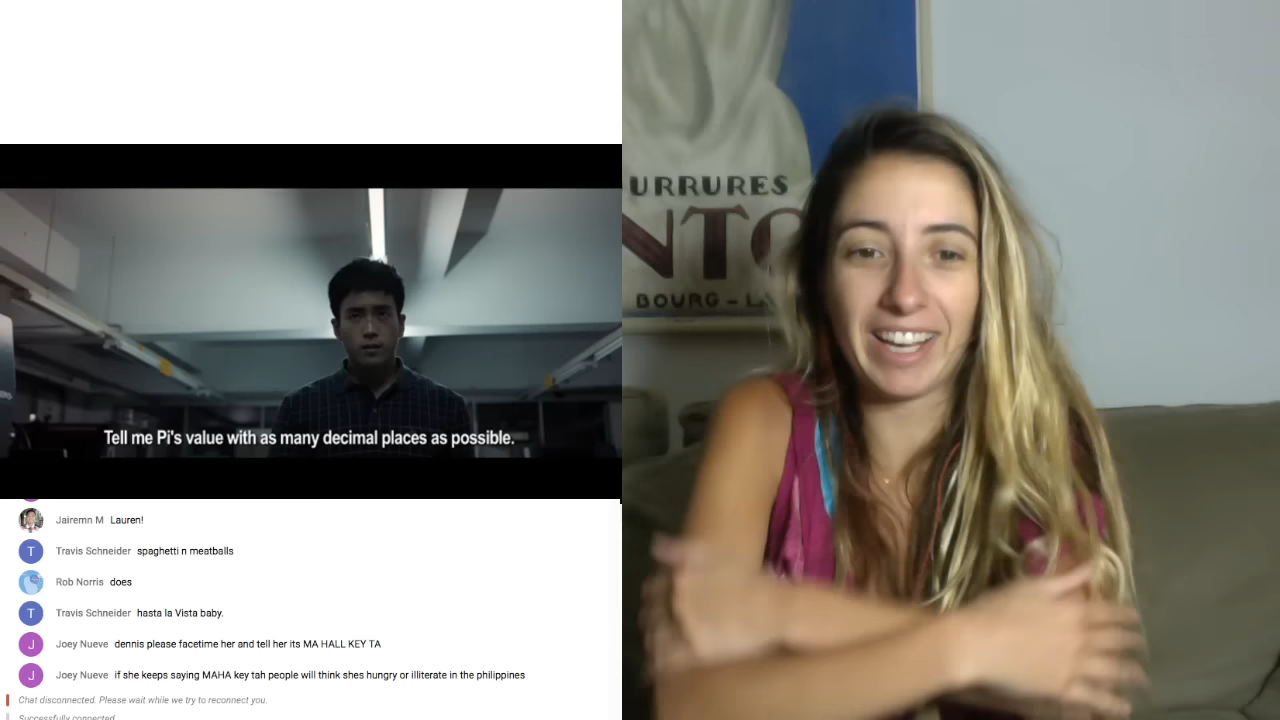 URRURES
NTO
BOURG - L
Tell me Pi's value with as many decimal places as possible.
Jairemn M Lauren!
T Travis Schneider spaghetti n meatballs
Rob Norris does
T Travis Schneider hasta la Vista baby.
J Joey Nueve dennis please facetime her and tell her its MA HALL KEY TA
J Joey Nueve if she keeps saying MAHA key tah people will think shes hungry or illiterate in the philippines
Chat disconnected. Please wait while we try to reconnect you.
Successfully connected.